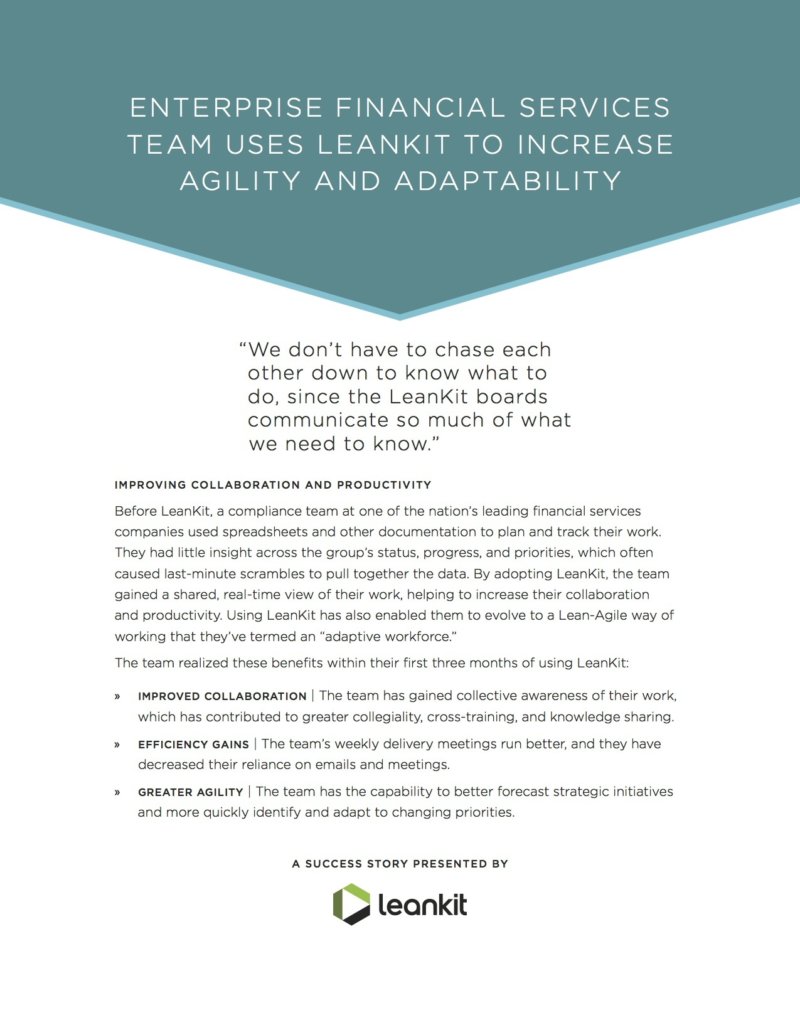 ENTERPRISE FINANCIAL SERVICES
TEAM USES LEANKIT TO INCREASE
AGILITY AND ADAPTABILITY
“We don’t have to chase each
other down to know what to
do, since the LeanKit boards
communicate so much of what
we need to know.”
IMPROVING COLLABORATION AND PRODUCTIVITY
Before LeanKit, a compliance team at one of the nation’s leading financial services
companies used spreadsheets and other documentation to plan and track their work.
They had little insight across the group’s status, progress, and priorities, which often
caused last-minute scrambles to pull together the data. By adopting LeanKit, the team
gained a shared, real-time view of their work, helping to increase their collaboration
and productivity. Using LeanKit has also enabled them to evolve to a Lean-Agile way of
working that they’ve termed an “adaptive workforce.”
The team realized these benefits within their first three months of using LeanKit:
» IMPROVED COLLABORATION | The team has gained collective awareness of their work,
which has contributed to greater collegiality, cross-training, and knowledge sharing.
» EFFICIENCY GAINS | The team’s weekly delivery meetings run better, and they have
decreased their reliance on emails and meetings.
» GREATER AGILITY | The team has the capability to better forecast strategic initiatives
and more quickly identify and adapt to changing priorities.
A SUCCESS STORY PRESENTED BY
leankit